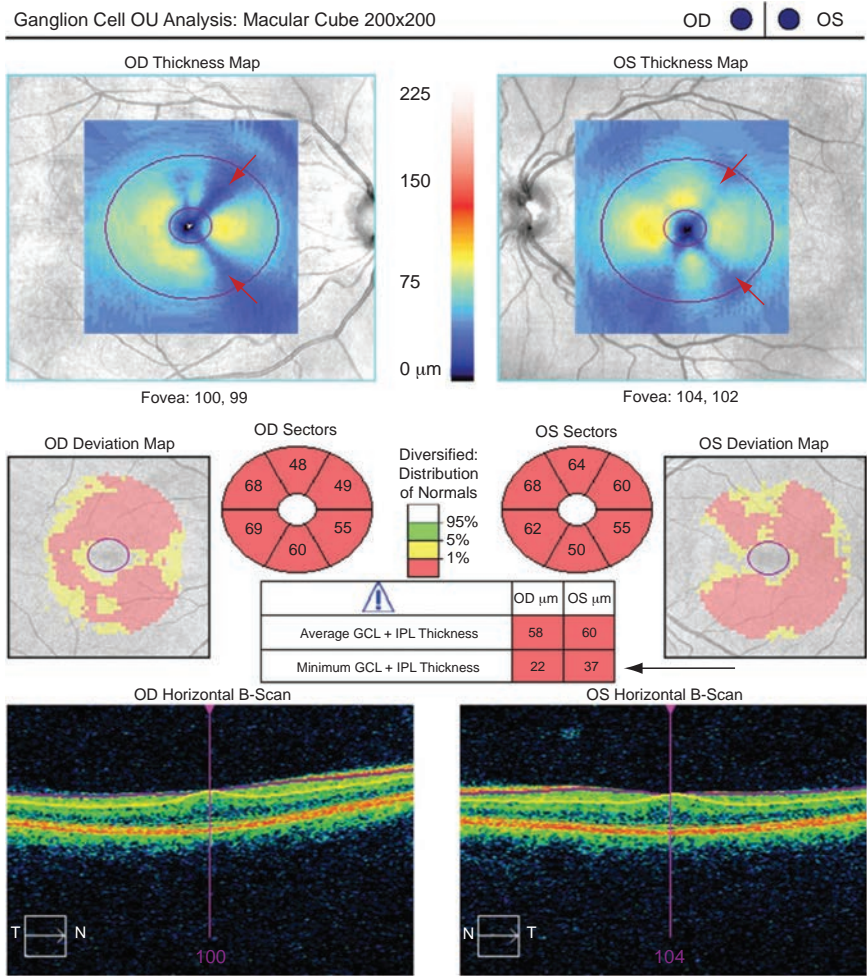 Ganglion Cell OU Analysis: Macular Cube 200x200 OD OS
OD Thickness Map
OS Thickness Map
225
150
75
0 μm
Fovea: 100, 99
Fovea: 104, 102
OD Deviation Map
OD Sectors
48
68
49
69
55
60
Diversified:
Distribution
of Normals
95%
5%
1%
OS Sectors
64
68
60
62
55
50
OS Deviation Map
OD μm OS μm
Average GCL + IPL Thickness 58 60
Minimum GCL + IPL Thickness 22 37
OD Horizontal B-Scan
OS Horizontal B-Scan
T N
100
N T
104